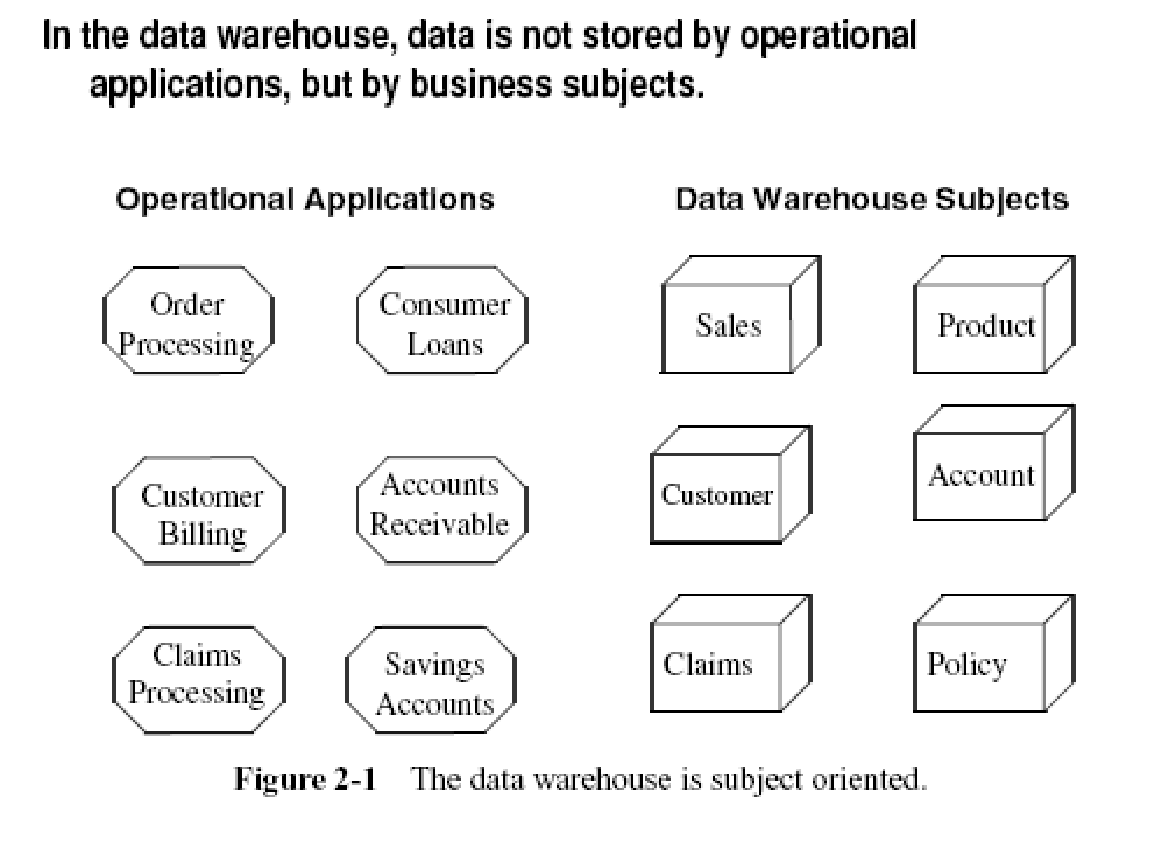 In the data warehouse, data is not stored by operational
applications, but by business subjects.
Operational Applications
Data Warehouse Subjects
Order
Processing
Consumer
Loans
Sales
Product
Customer
Billing
Accounts
Receivable
Customer
Account
Claims
Processing
Savings
Accounts
Claims
Policy
Figure 2-1 The data warehouse is subject oriented.